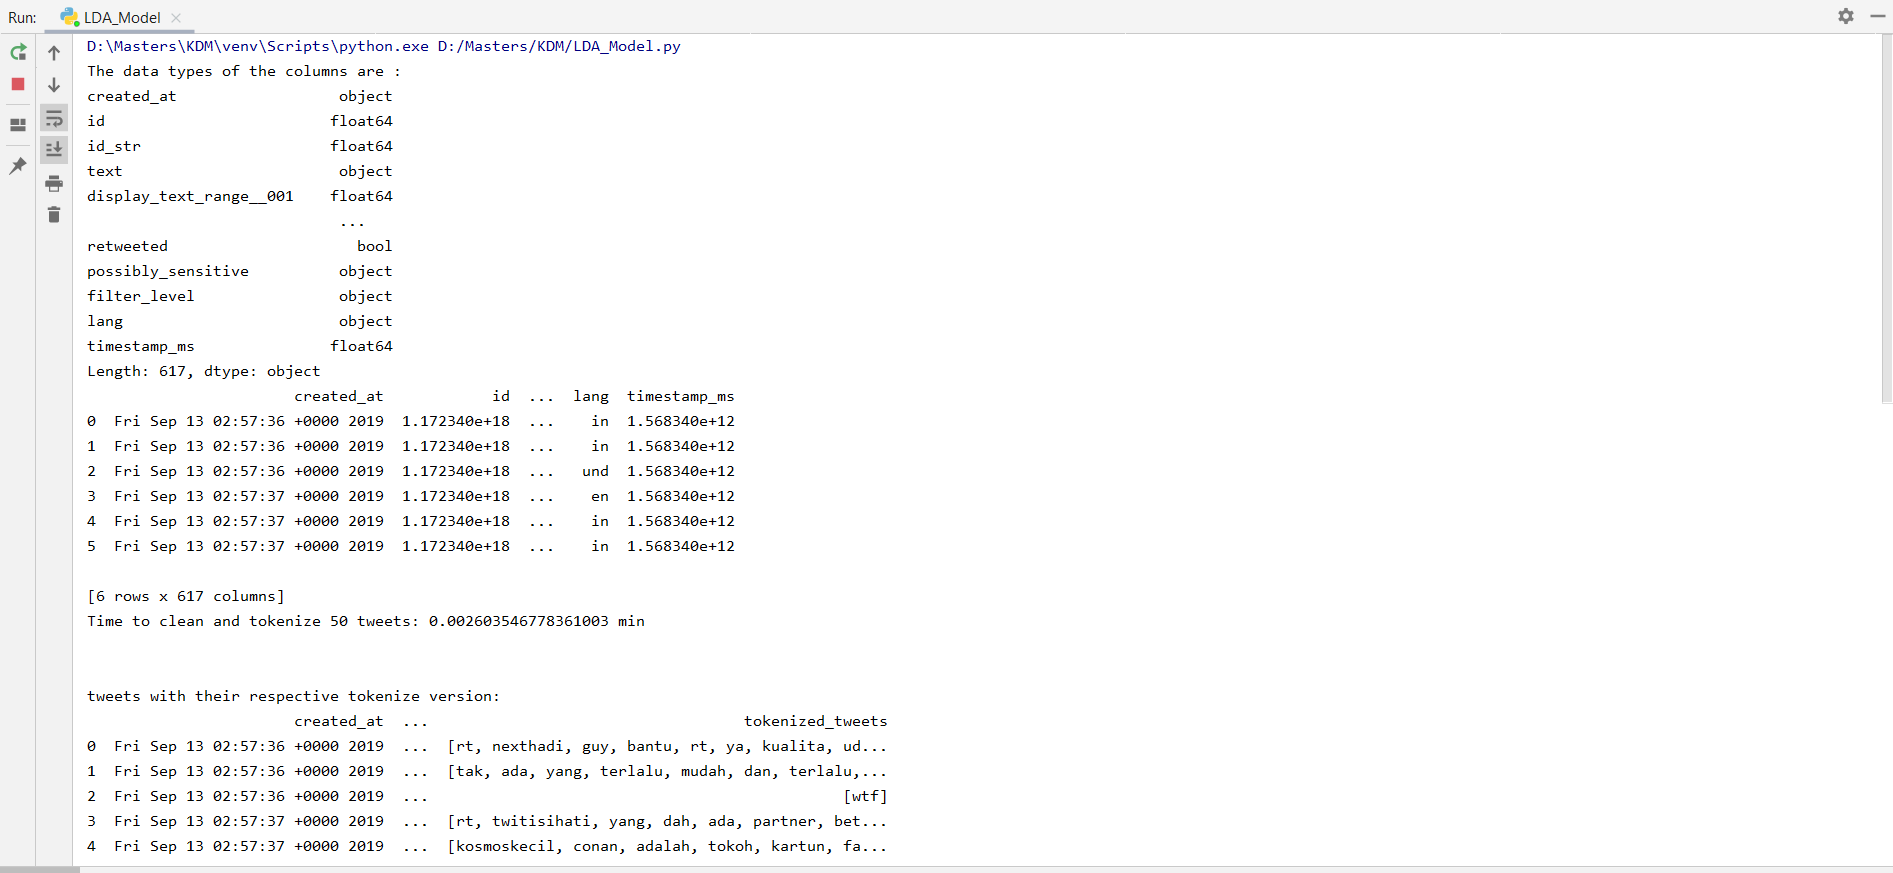 Run: LDA_Model
D:\Masters\KDM\venv\Scripts\python.exe D:/Masters/KDM/LDA_Model.py
The data types of the columns are :
created_at                  object
id                         float64
id_str                     float64
text                        object
display_text_range__001    float64
                            ...
retweeted                     bool
possibly_sensitive          object
filter_level                object
lang                        object
timestamp_ms               float64
Length: 617, dtype: object
                       created_at            id  ...  lang  timestamp_ms
0  Fri Sep 13 02:57:36 +0000 2019  1.172340e+18  ...    in  1.568340e+12
1  Fri Sep 13 02:57:36 +0000 2019  1.172340e+18  ...    in  1.568340e+12
2  Fri Sep 13 02:57:36 +0000 2019  1.172340e+18  ...   und  1.568340e+12
3  Fri Sep 13 02:57:37 +0000 2019  1.172340e+18  ...    en  1.568340e+12
4  Fri Sep 13 02:57:37 +0000 2019  1.172340e+18  ...    in  1.568340e+12
5  Fri Sep 13 02:57:37 +0000 2019  1.172340e+18  ...    in  1.568340e+12
[6 rows x 617 columns]
Time to clean and tokenize 50 tweets: 0.002603546778361003 min
tweets with their respective tokenize version:
                       created_at  ...                                   tokenized_tweets
0  Fri Sep 13 02:57:36 +0000 2019  ...  [rt, nexthadi, guy, bantu, rt, ya, kualita, ud...
1  Fri Sep 13 02:57:36 +0000 2019  ...  [tak, ada, yang, terlalu, mudah, dan, terlalu,...
2  Fri Sep 13 02:57:36 +0000 2019  ...                                              [wtf]
3  Fri Sep 13 02:57:37 +0000 2019  ...  [rt, twitisihati, yang, dah, ada, partner, bet...
4  Fri Sep 13 02:57:37 +0000 2019  ...  [kosmoskecil, conan, adalah, tokoh, kartun, fa...